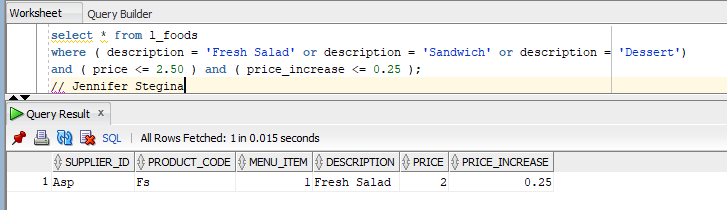 Worksheet Query Builder
select * from l_foods
where ( description = 'Fresh Salad' or description = 'Sandwich' or description = 'Dessert')
and ( price <= 2.50 ) and ( price_increase <= 0.25 );
// Jennifer Stegina
Query Result x
SQL | All Rows Fetched: 1 in 0.015 seconds
SUPPLIER_ID PRODUCT_CODE MENU_ITEM DESCRIPTION PRICE PRICE_INCREASE
1 Asp Fs 1 Fresh Salad 2 0.25